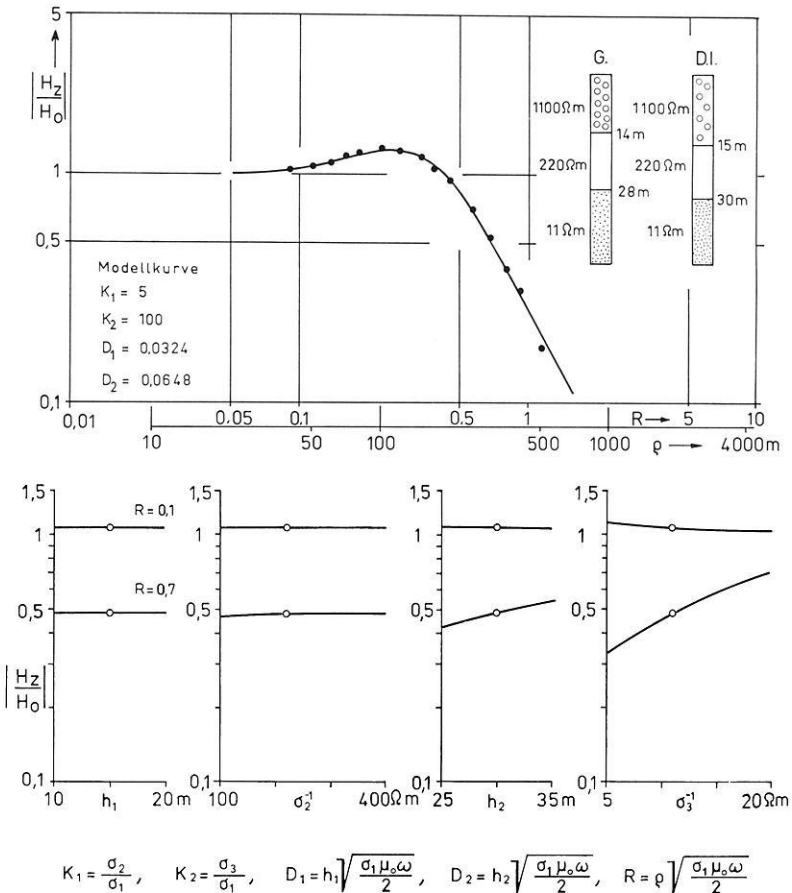 5
|Hz/H0|
1
0,5
0,1
G.
D.I.
1100Ωm
14m
220Ωm
28m
11Ωm
1100Ωm
15m
220Ωm
30m
11Ωm
Modellkurve
K1 = 5
K2 = 100
D1 = 0,0324
D2 = 0,0648
0,01 0.05 0.1 0.5 1 R→ 5 10
10 50 100 500 1000 ρ → 4000m
1,5 1,5 1,5 1,5
R=0,1
1 1 1 1
R=0,7
0,5 0,5 0,5 0,5
|Hz/H0|
0,1 0,1 0,1 0,1
10 h1 20m 100 σ2⁻¹ 400Ωm 25 h2 35m 5 σ3⁻¹ 20Ωm
K1 = σ2/σ1 , K2 = σ3/σ1 , D1 = h1√(σ1μ0ω/2) , D2 = h2√(σ1μ0ω/2) , R = ρ√(σ1μ0ω/2)